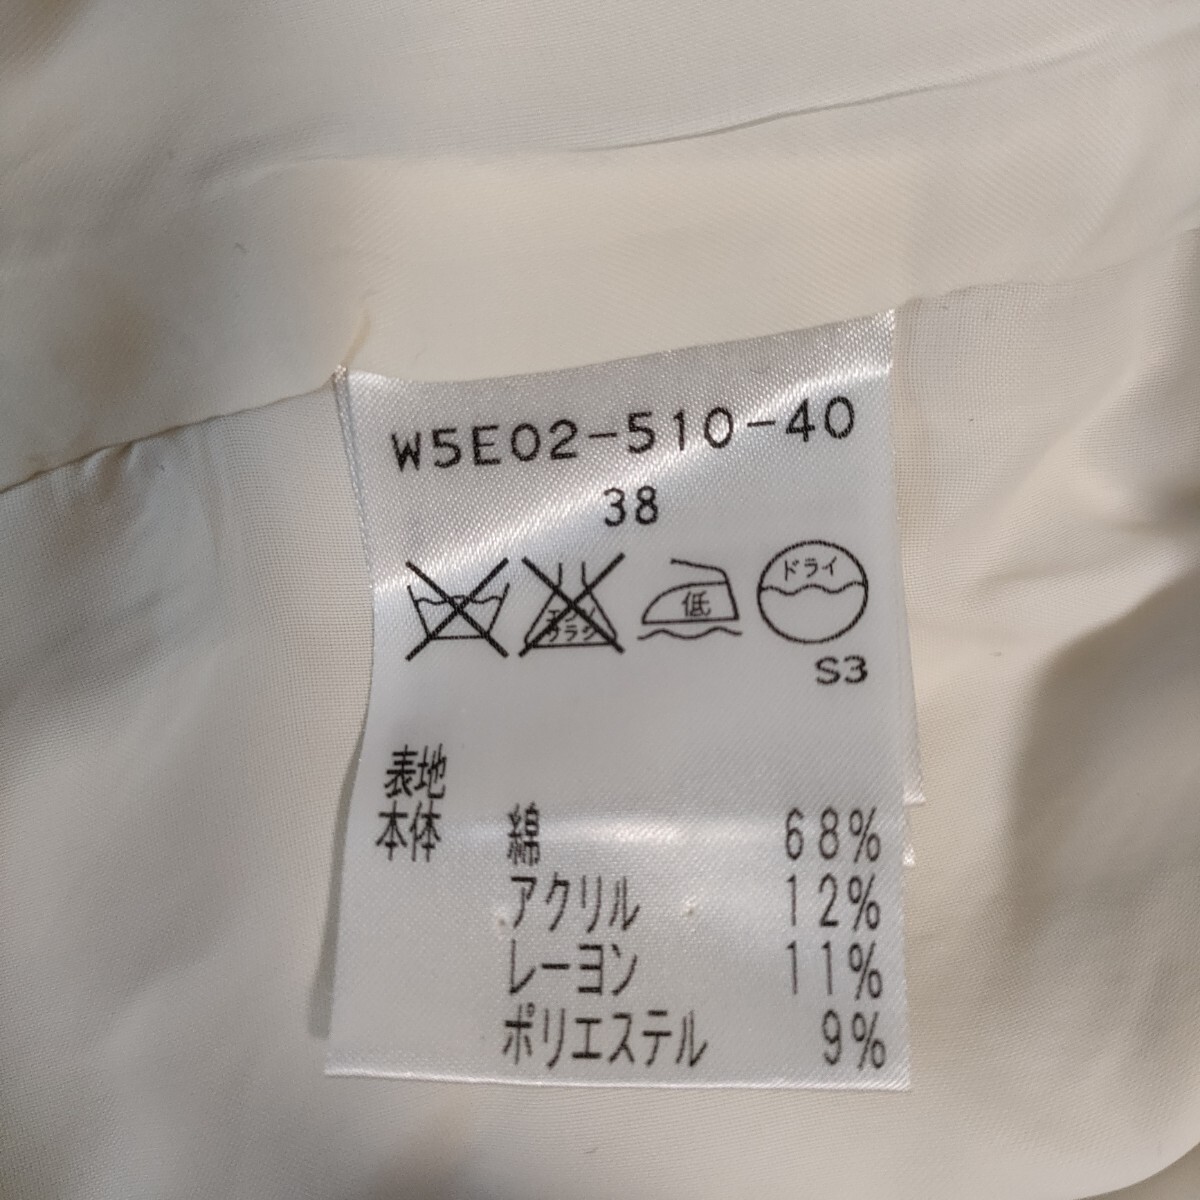 W5E02-510-40
38
エンソ
サラシ
低
ドライ
S3
表地
本体 綿 68%
アクリル 12%
レーヨン 11%
ポリエステル 9%